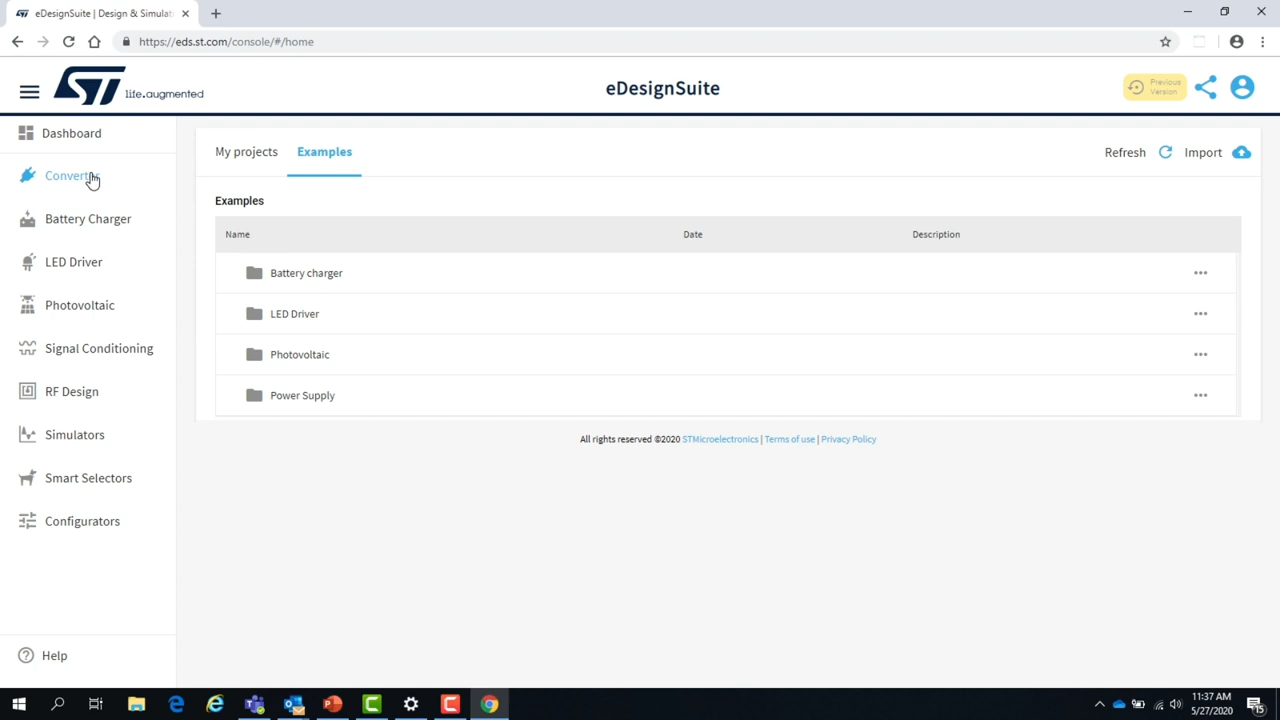 eDesignSuite | Design & Simulat
https://eds.st.com/console/#/home
ST life.augmented
eDesignSuite
Previous
Version
Dashboard
Battery Charger
LED Driver
Photovoltaic
Signal Conditioning
RF Design
Simulators
Smart Selectors
Configurators
Help
My projects
Examples
Refresh
Import
Examples
Name
Date
Description
Battery charger
LED Driver
Photovoltaic
Power Supply
All rights reserved ©2020 STMicroelectronics | Terms of use | Privacy Policy
11:37 AM
5/27/2020
15